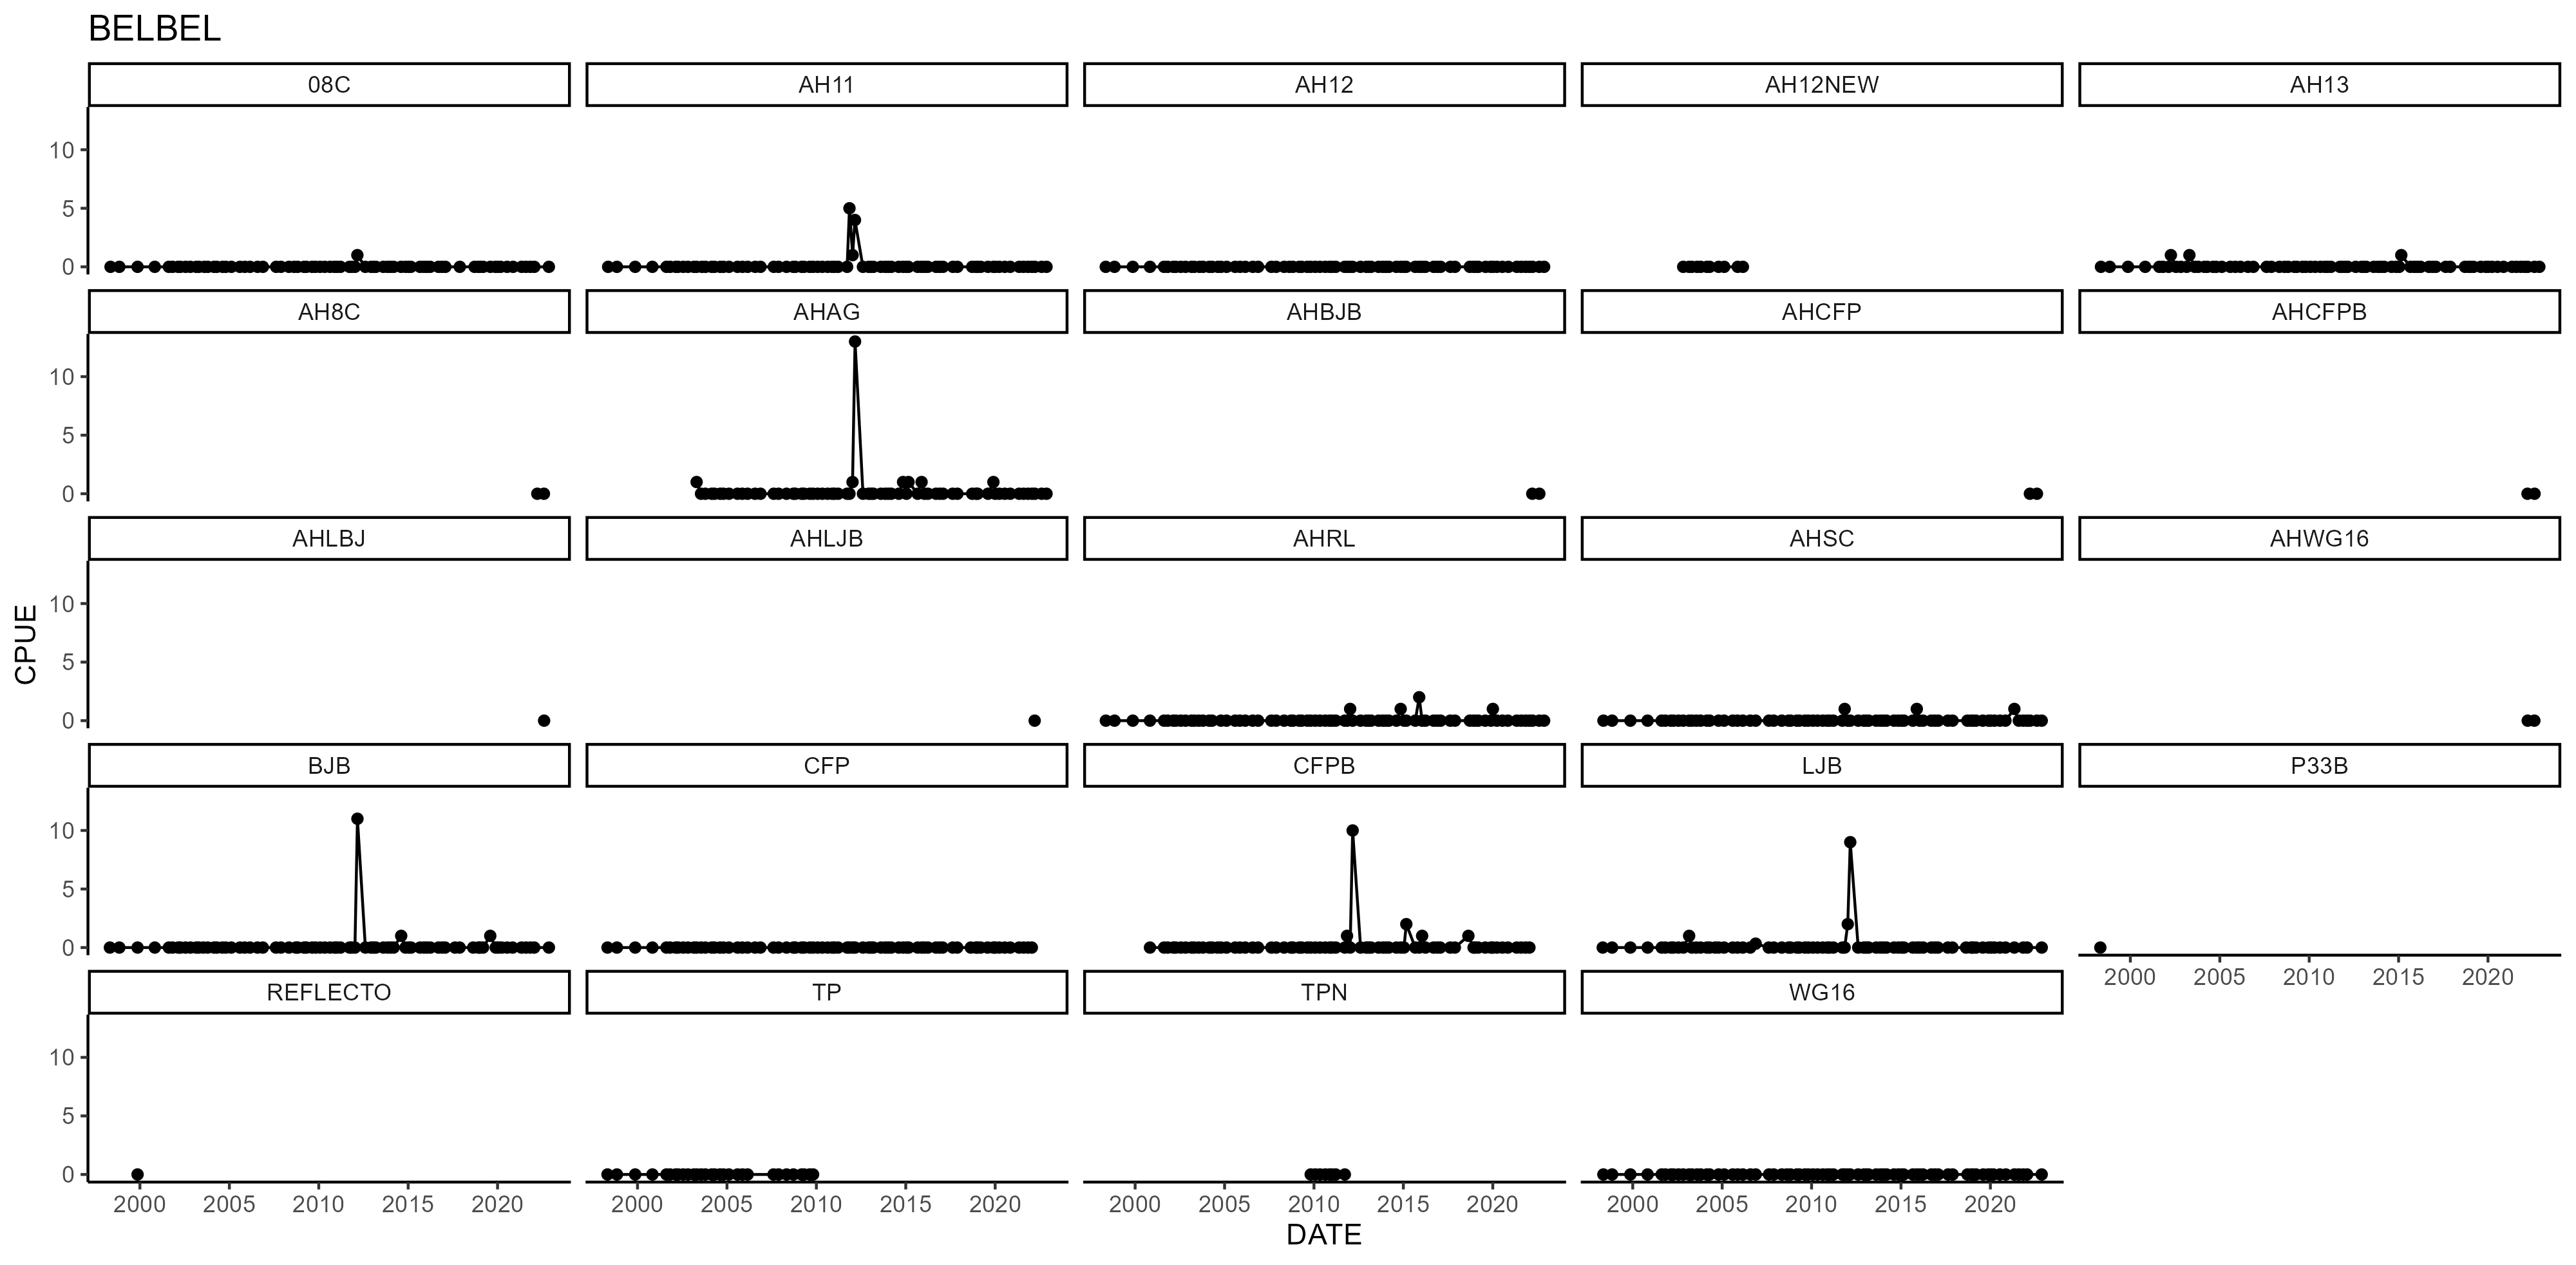 BELBEL
08C AH11 AH12 AH12NEW AH13
10
5
0
AH8C AHAG AHBJB AHCFP AHCFPB
10
5
0
AHLBJ AHLJB AHRL AHSC AHWG16
10
5
0
CPUE
BJB CFP CFPB LJB P33B
10
5
0
2000 2005 2010 2015 2020
REFLECTO TP TPN WG16
10
5
0
2000 2005 2010 2015 2020 2000 2005 2010 2015 2020 2000 2005 2010 2015 2020 2000 2005 2010 2015 2020
DATE